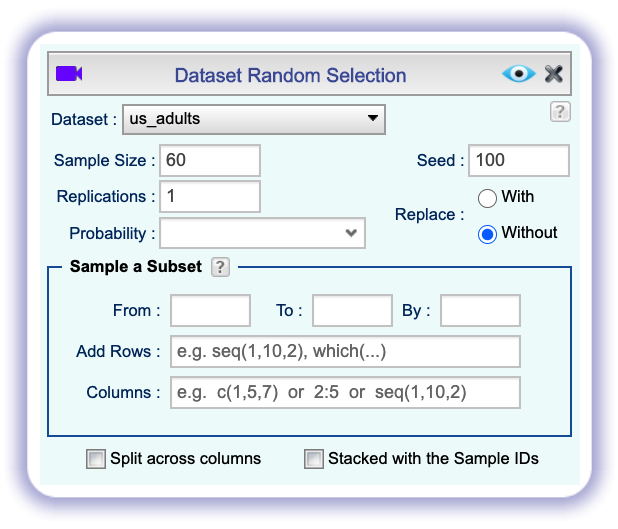 Dataset Random Selection
Dataset : us_adults
?
Sample Size : 60
Seed : 100
Replications : 1
Replace :
With
Without
Probability :
Sample a Subset ?
From : To : By :
Add Rows : e.g. seq(1,10,2), which(...)
Columns : e.g. c(1,5,7) or 2:5 or seq(1,10,2)
Split across columns Stacked with the Sample IDs